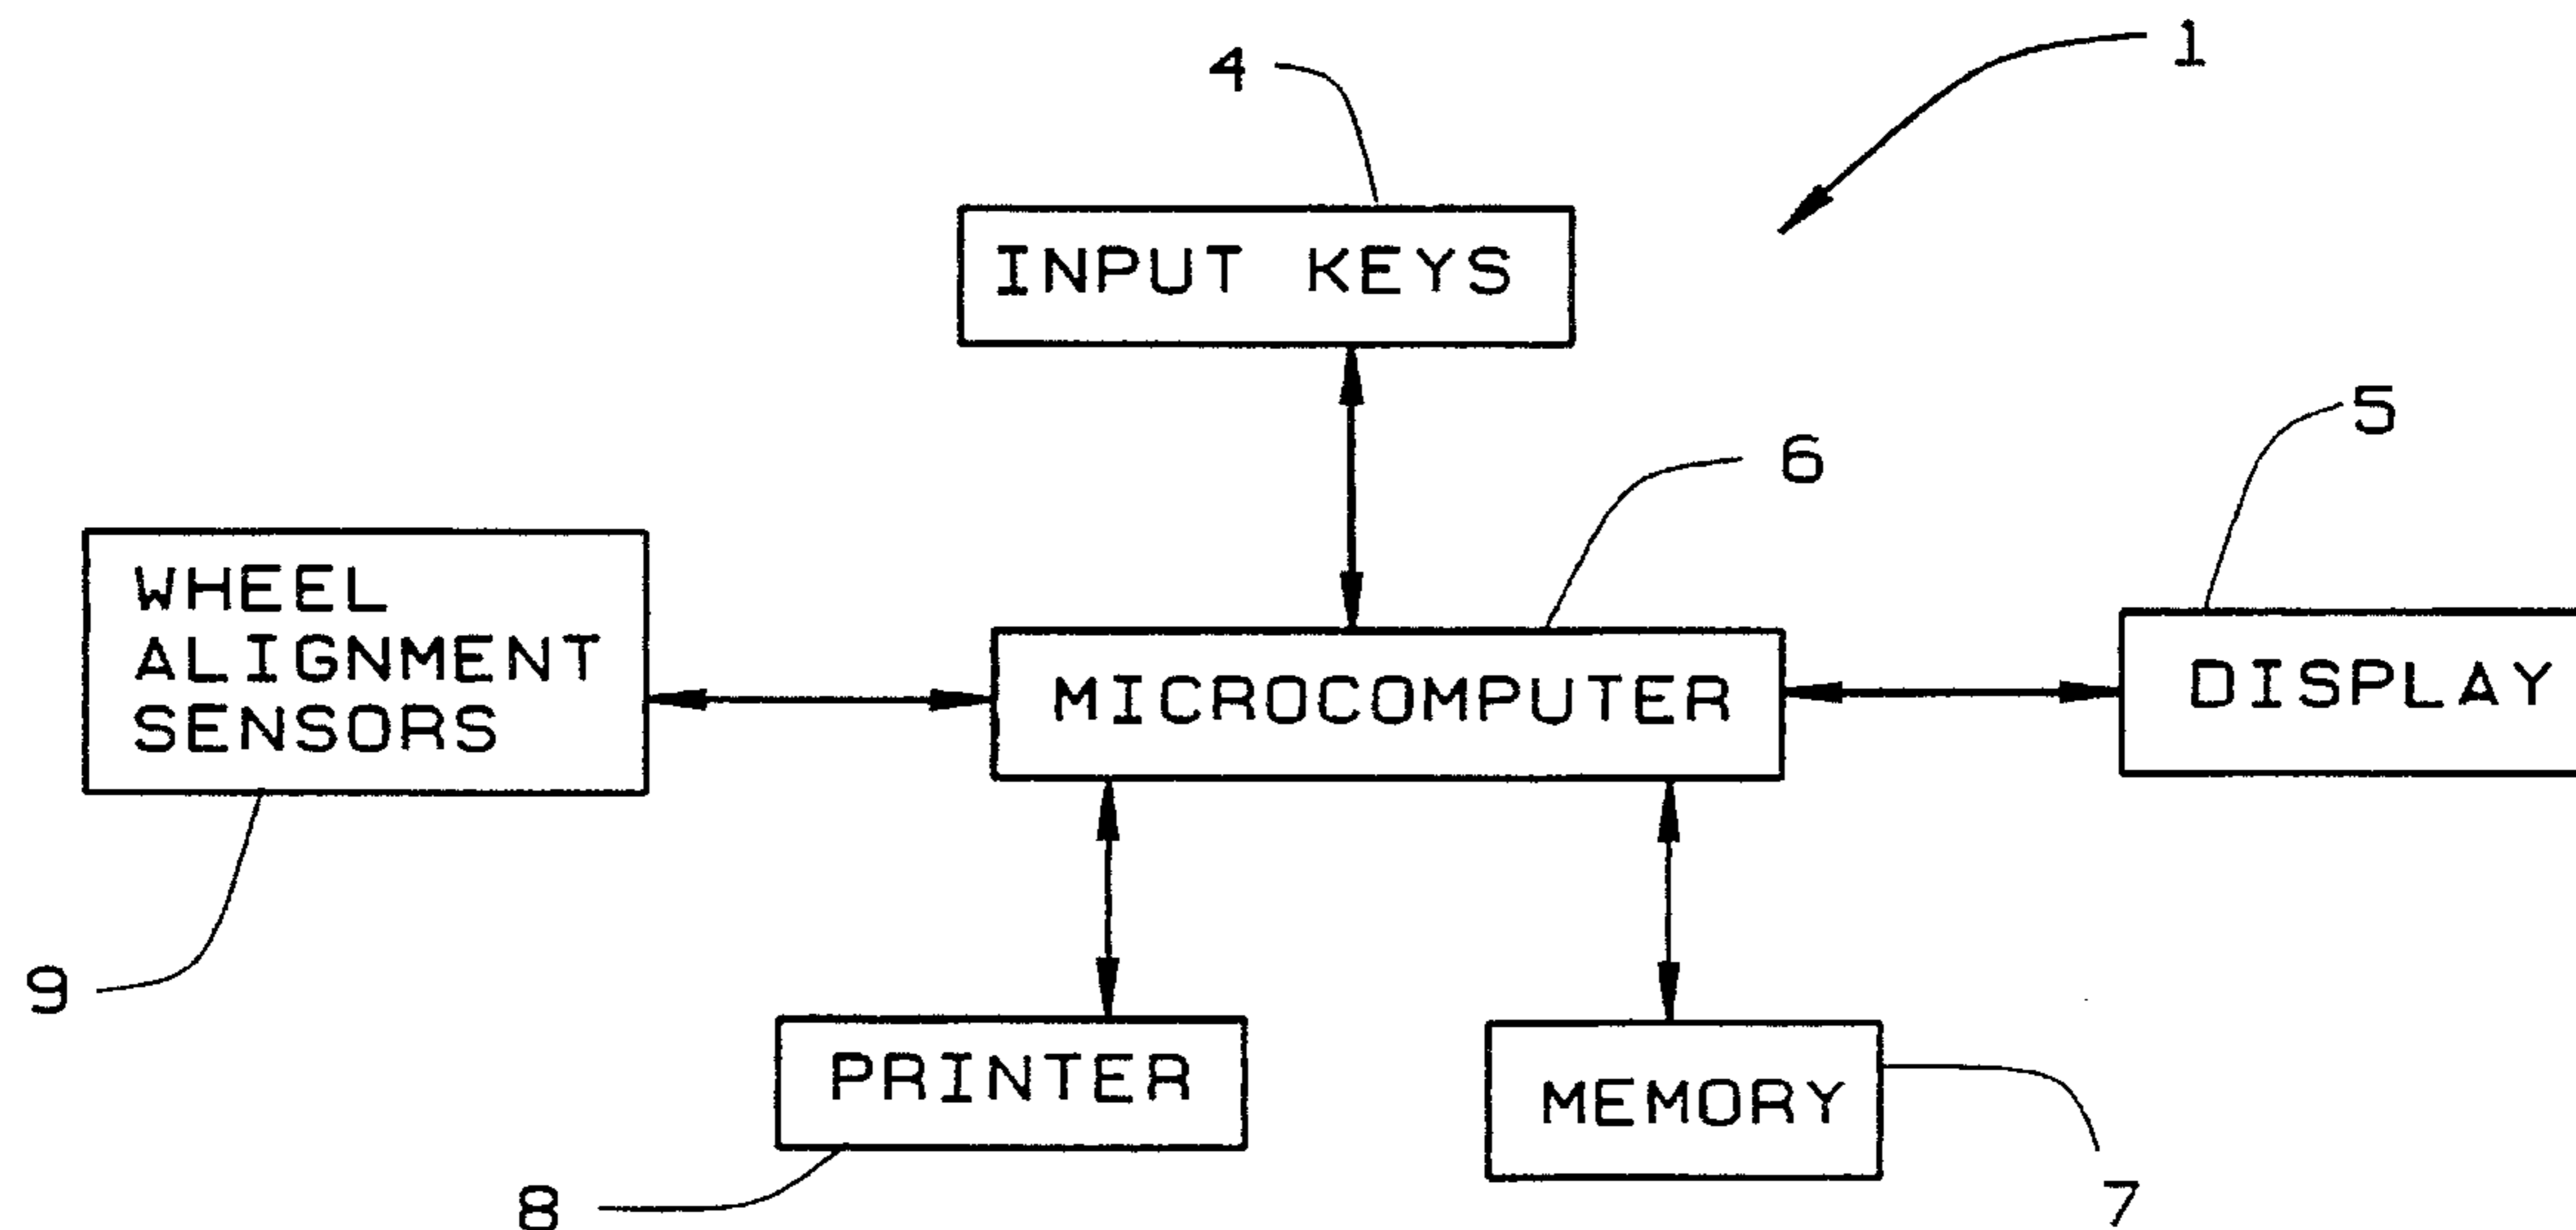 1
4
INPUT KEYS
5
6
WHEEL
ALIGNMENT
SENSORS
MICROCOMPUTER
DISPLAY
9
PRINTER
MEMORY
8
7